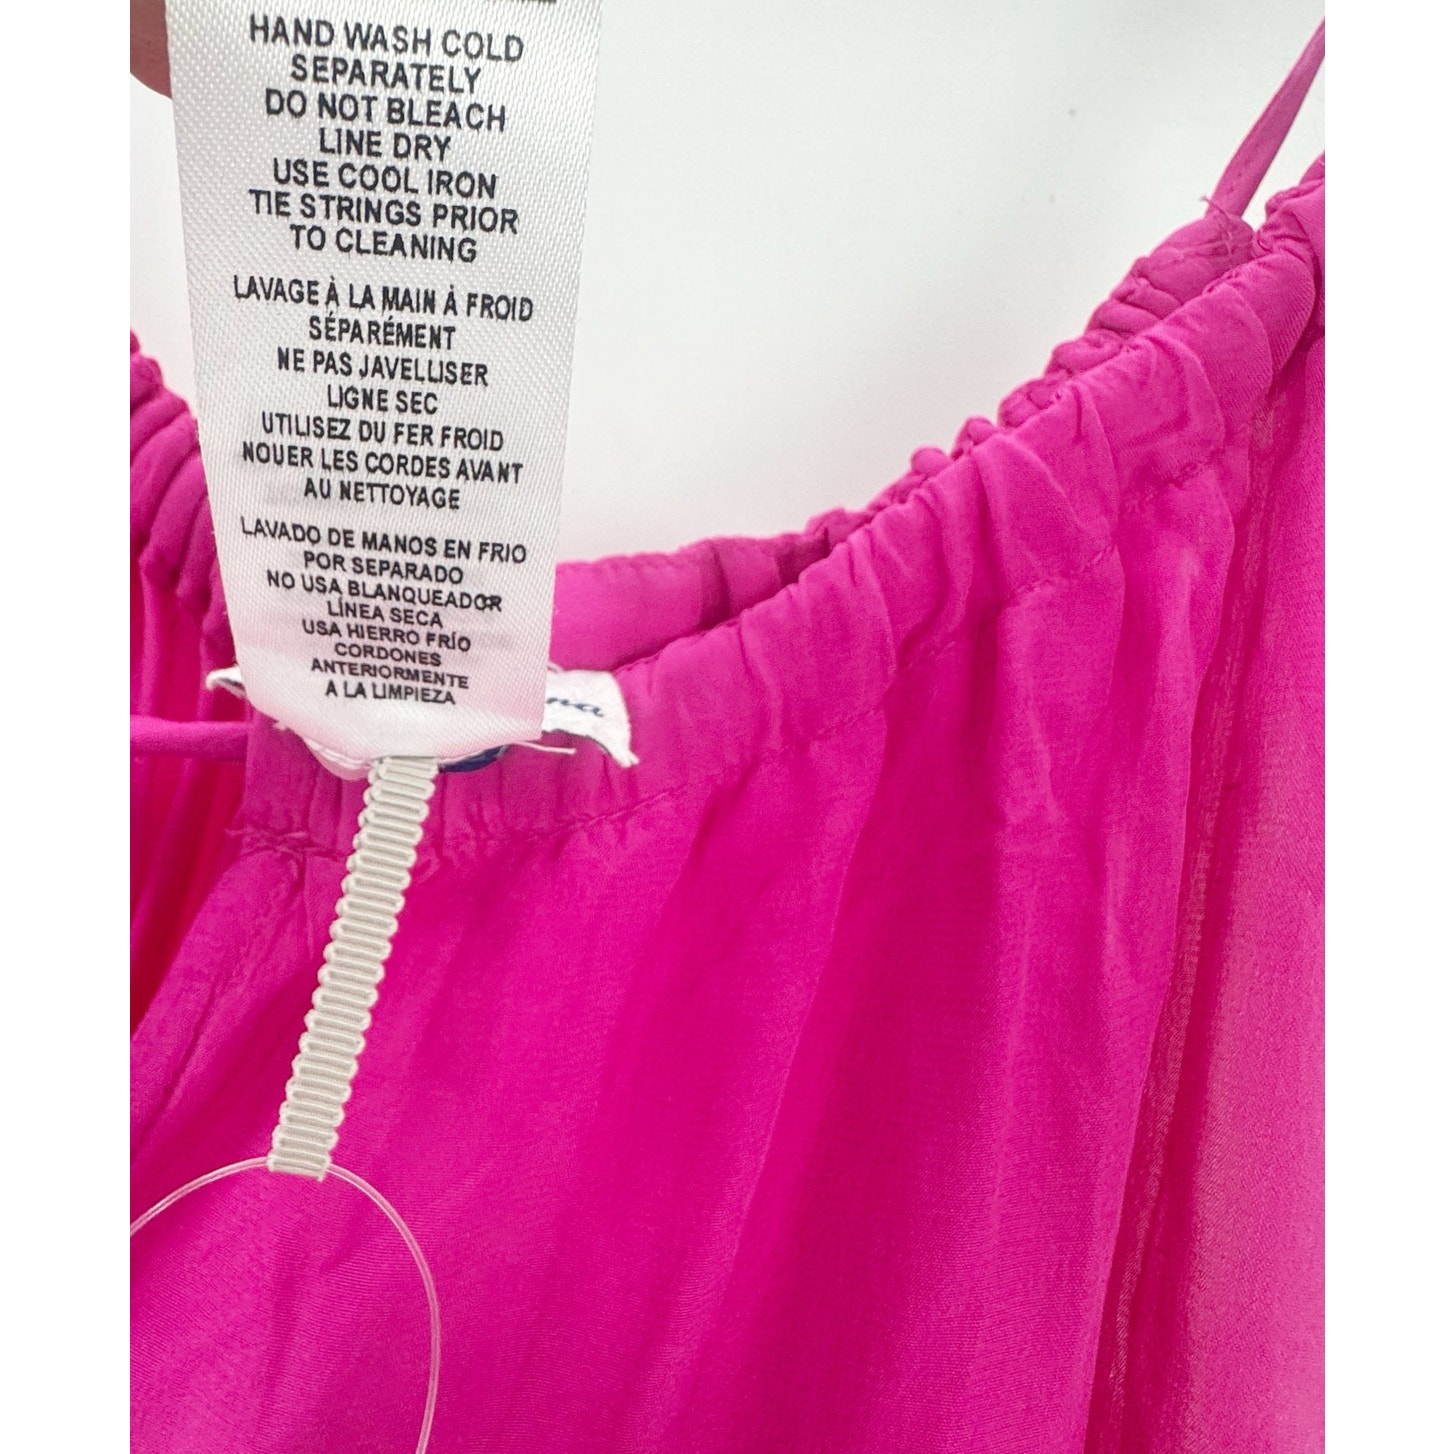 HAND WASH COLD
SEPARATELY
DO NOT BLEACH
LINE DRY
USE COOL IRON
TIE STRINGS PRIOR
TO CLEANING
LAVAGE À LA MAIN À FROID
SÉPARÉMENT
NE PAS JAVELLISER
LIGNE SEC
UTILISEZ DU FER FROID
NOUER LES CORDES AVANT
AU NETTOYAGE
LAVADO DE MANOS EN FRIO
POR SEPARADO
NO USA BLANQUEADOR
LÍNEA SECA
USA HIERRO FRÍO
CORDONES
ANTERIORMENTE
A LA LIMPIEZA